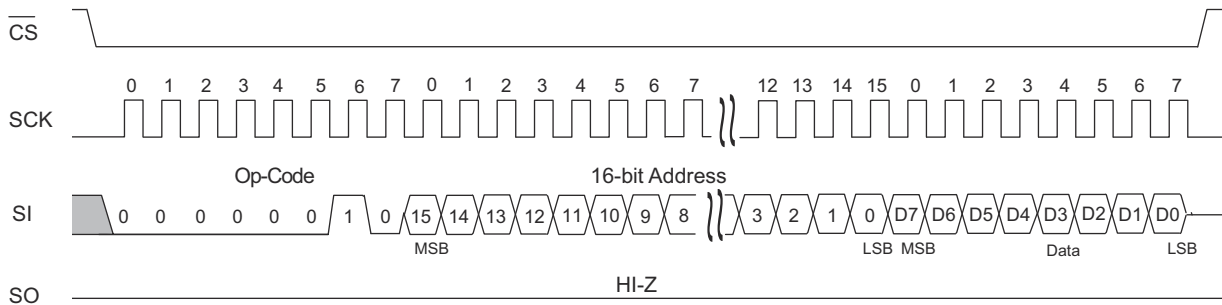 CS
0 1 2 3 4 5 6 7 0 1 2 3 4 5 6 7 12 13 14 15 0 1 2 3 4 5 6 7
SCK
Op-Code 16-bit Address
SI 0 0 0 0 0 0 1 0 15 14 13 12 11 10 9 8 3 2 1 0 D7 D6 D5 D4 D3 D2 D1 D0
MSB LSB MSB Data LSB
HI-Z
SO